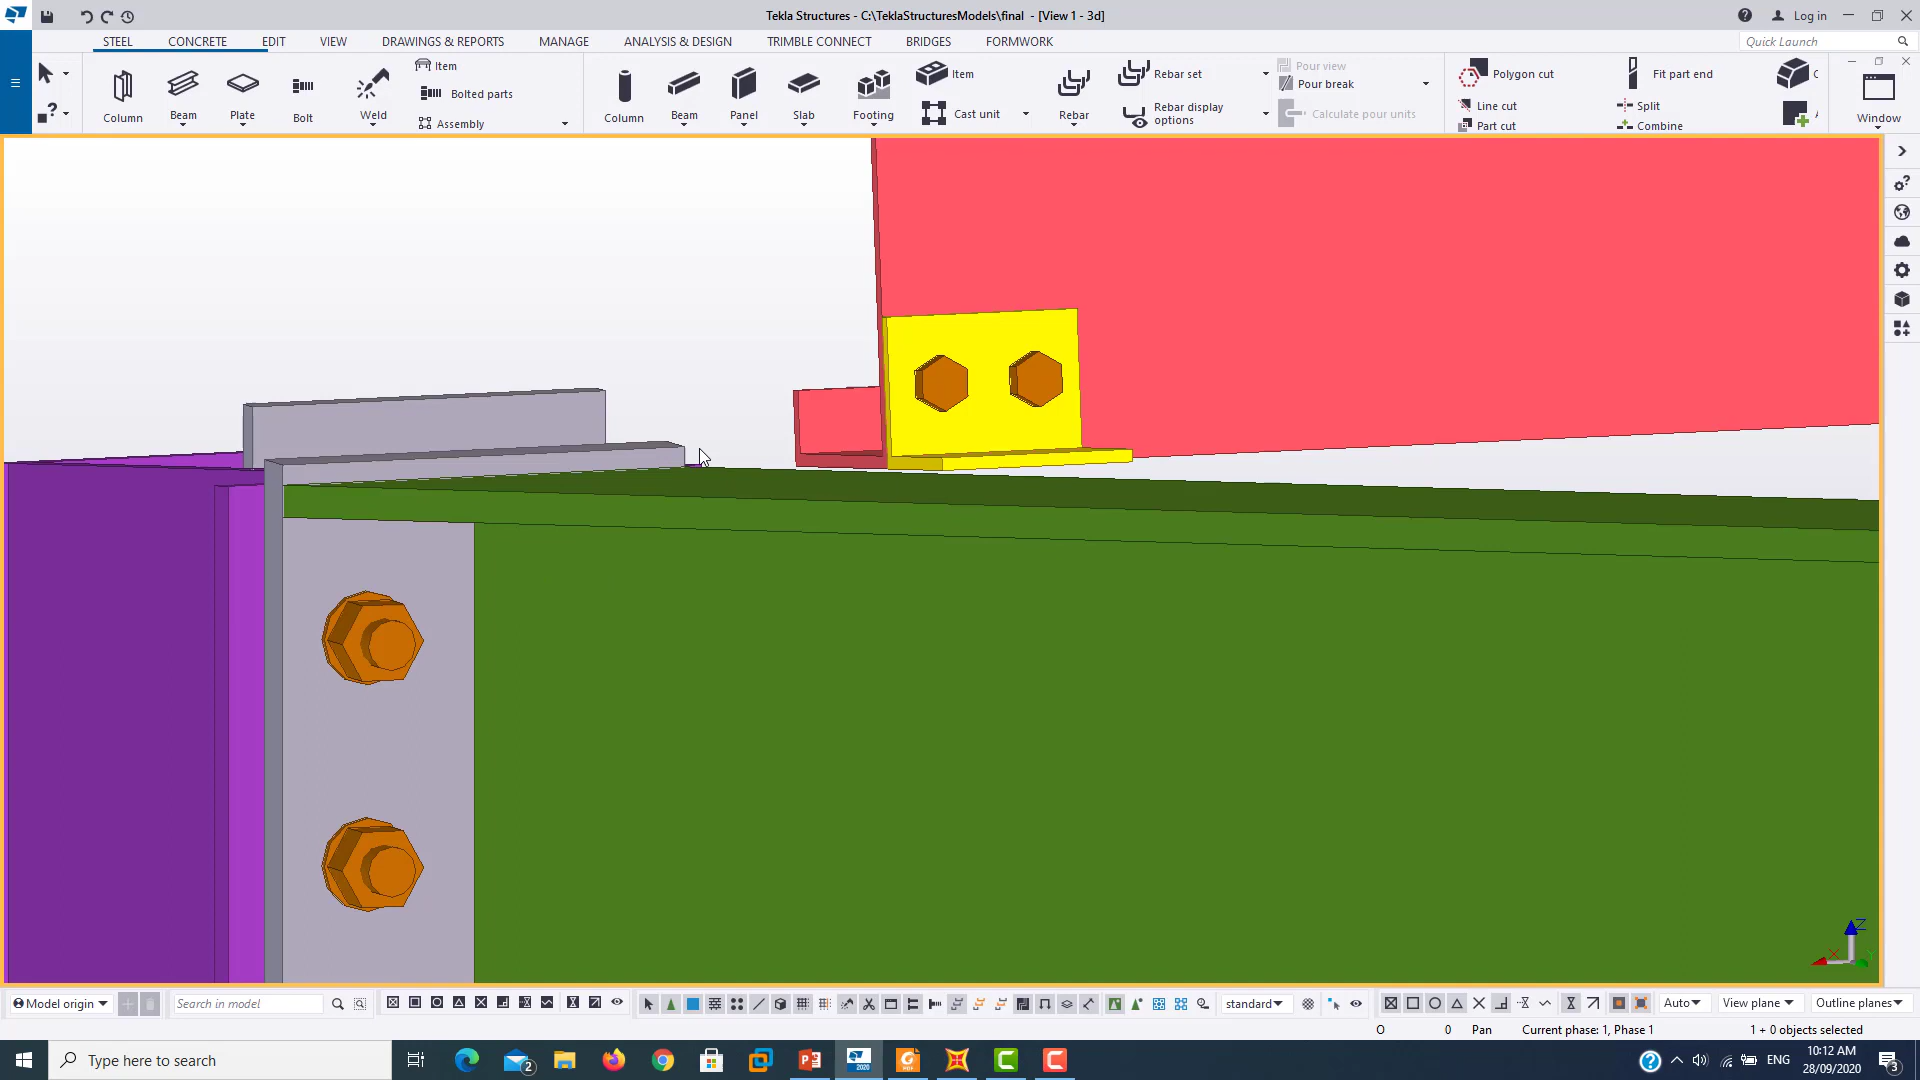 Tekla Structures - C:\TeklaStructuresModels\final - [View 1 - 3d]
Log in
STEEL CONCRETE EDIT VIEW DRAWINGS & REPORTS MANAGE ANALYSIS & DESIGN TRIMBLE CONNECT BRIDGES FORMWORK
Quick Launch
Column Beam Plate Bolt Weld
Item
Bolted parts
Assembly
Column Beam Panel Slab Footing
Item
Cast unit
Rebar
Rebar set
Rebar display
options
Pour view
Pour break
Calculate pour units
Polygon cut
Line cut
Part cut
Fit part end
Split
Combine
Window
Z
X
Model origin
Search in model
standard
Auto
View plane
Outline planes
O 0 Pan Current phase: 1, Phase 1 1 + 0 objects selected
Type here to search
2
2020
ENG
10:12 AM
28/09/2020
3